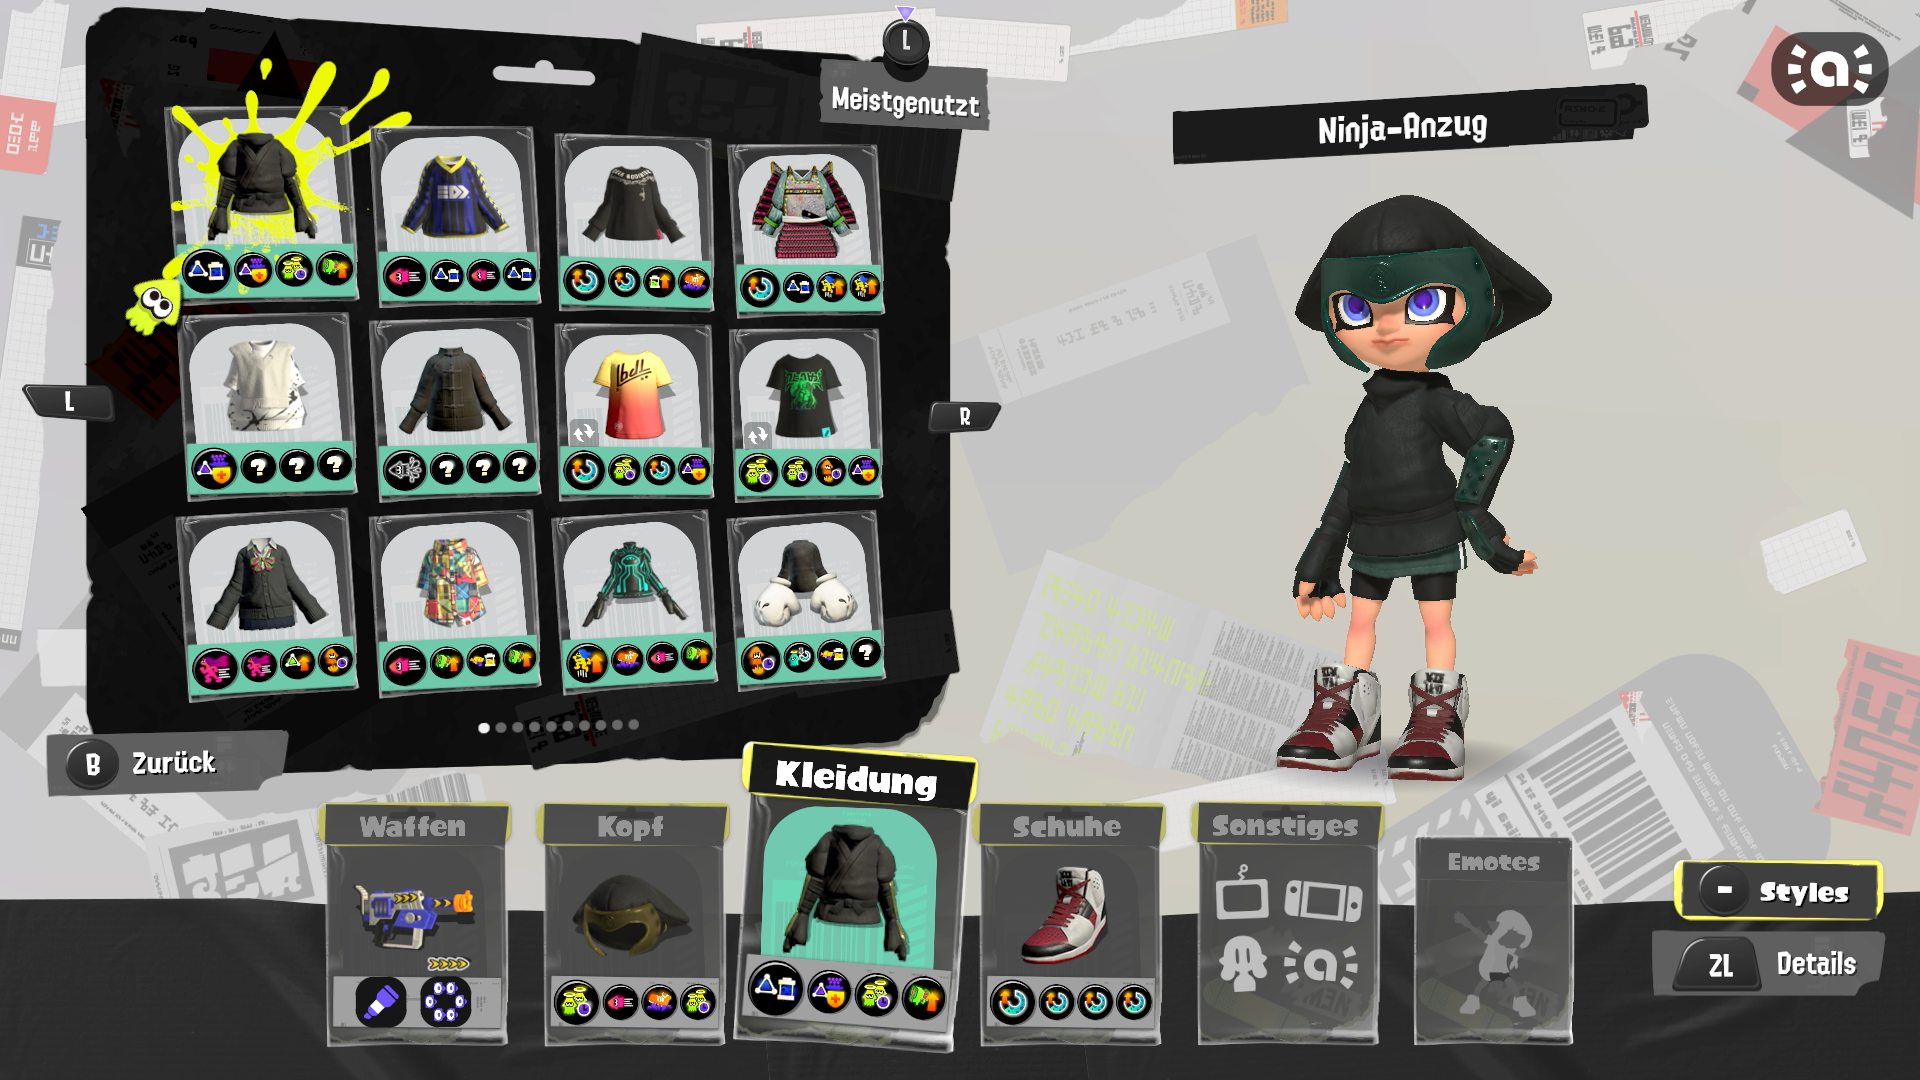 L
Meistgenutzt
Ninja-Anzug
L
R
B Zurück
Kleidung
Waffen
Kopf
Schuhe
Sonstiges
Emotes
- Styles
ZL Details